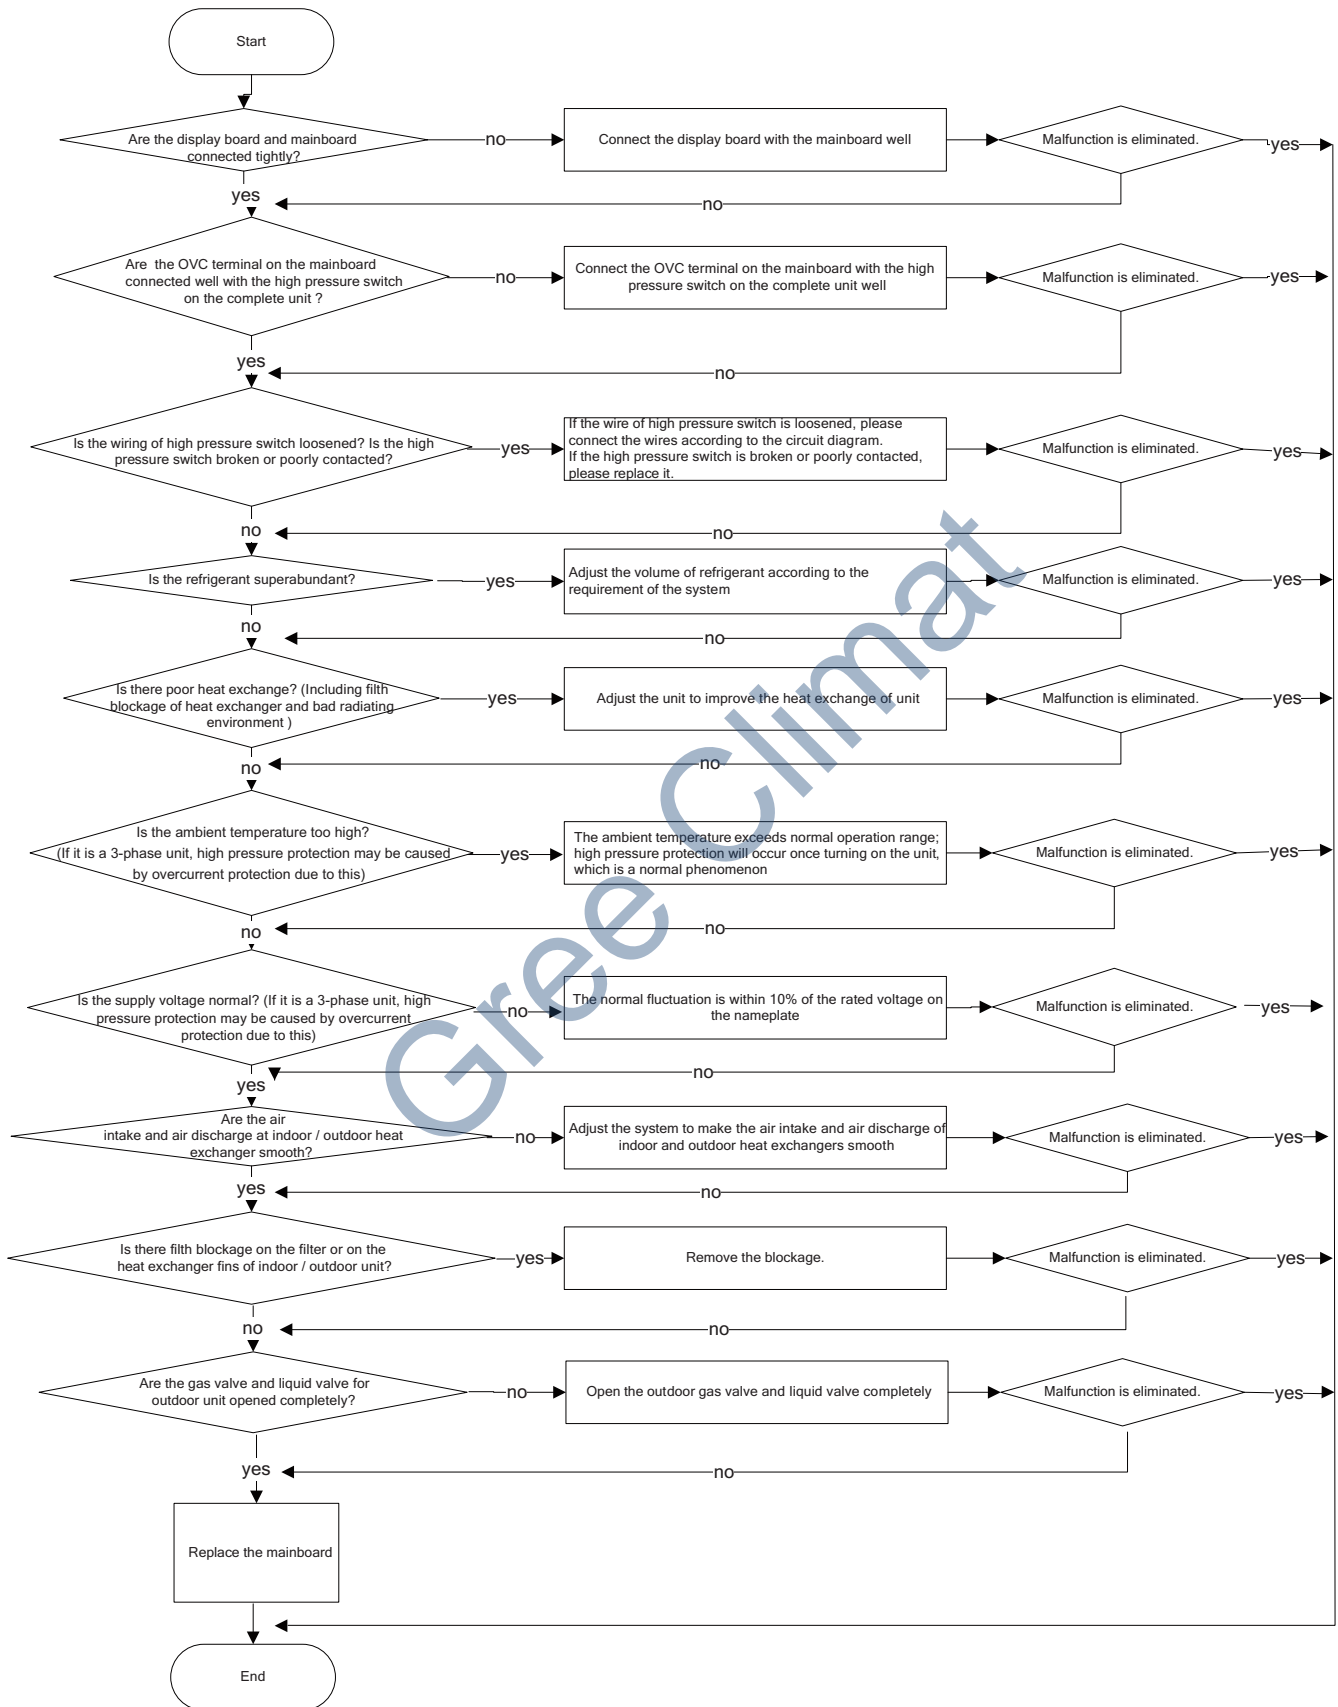 Start
Are the display board and mainboard
connected tightly?
no
Connect the display board with the mainboard well
Malfunction is eliminated.
yes
yes
no
Are the OVC terminal on the mainboard
connected well with the high pressure switch
on the complete unit ?
no
Connect the OVC terminal on the mainboard with the high
pressure switch on the complete unit well
Malfunction is eliminated.
yes
yes
no
Is the wiring of high pressure switch loosened? Is the high
pressure switch broken or poorly contacted?
yes
If the wire of high pressure switch is loosened, please
connect the wires according to the circuit diagram.
If the high pressure switch is broken or poorly contacted,
please replace it.
Malfunction is eliminated.
yes
no
no
Is the refrigerant superabundant?
yes
Adjust the volume of refrigerant according to the
requirement of the system
Malfunction is eliminated.
yes
no
no
Is there poor heat exchange? (Including filth
blockage of heat exchanger and bad radiating
environment )
yes
Adjust the unit to improve the heat exchange of unit
Malfunction is eliminated.
yes
no
no
Is the ambient temperature too high?
(If it is a 3-phase unit, high pressure protection may be caused
by overcurrent protection due to this)
yes
The ambient temperature exceeds normal operation range;
high pressure protection will occur once turning on the unit,
which is a normal phenomenon
Malfunction is eliminated.
yes
no
no
Is the supply voltage normal? (If it is a 3-phase unit, high
pressure protection may be caused by overcurrent
protection due to this)
no
The normal fluctuation is within 10% of the rated voltage on
the nameplate
Malfunction is eliminated.
yes
yes
no
Are the air
intake and air discharge at indoor / outdoor heat
exchanger smooth?
no
Adjust the system to make the air intake and air discharge of
indoor and outdoor heat exchangers smooth
Malfunction is eliminated.
yes
yes
no
Is there filth blockage on the filter or on the
heat exchanger fins of indoor / outdoor unit?
yes
Remove the blockage.
Malfunction is eliminated.
yes
no
no
Are the gas valve and liquid valve for
outdoor unit opened completely?
no
Open the outdoor gas valve and liquid valve completely
Malfunction is eliminated.
yes
yes
no
Replace the mainboard
End
Gree Climat